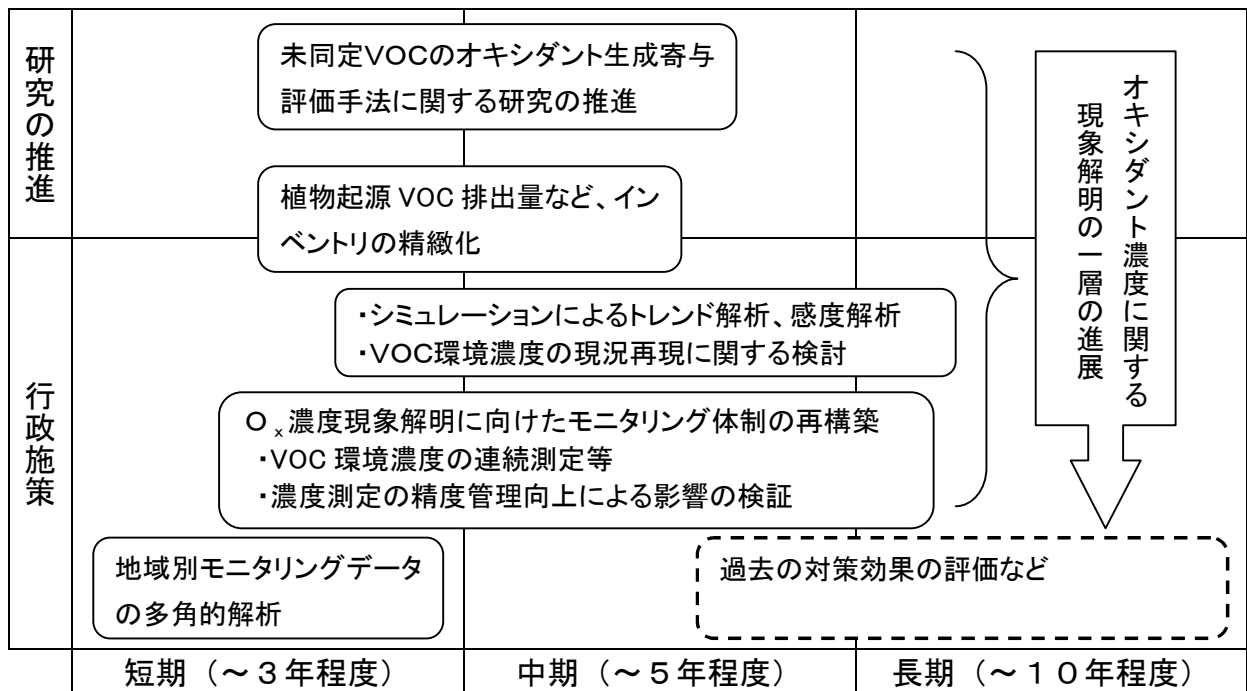 研究の推進
未同定VOCのオキシダント生成寄与
評価手法に関する研究の推進
植物起源 VOC 排出量など、イン
ベントリの精緻化
オキシダント濃度に関する
現象解明の一層の進展
行政施策
・シミュレーションによるトレンド解析、感度解析
・VOC環境濃度の現況再現に関する検討
Ｏx濃度現象解明に向けたモニタリング体制の再構築
・VOC 環境濃度の連続測定等
・濃度測定の精度管理向上による影響の検証
地域別モニタリングデータ
の多角的解析
過去の対策効果の評価など
短期（～３年程度）
中期（～５年程度）
長期（～１０年程度）